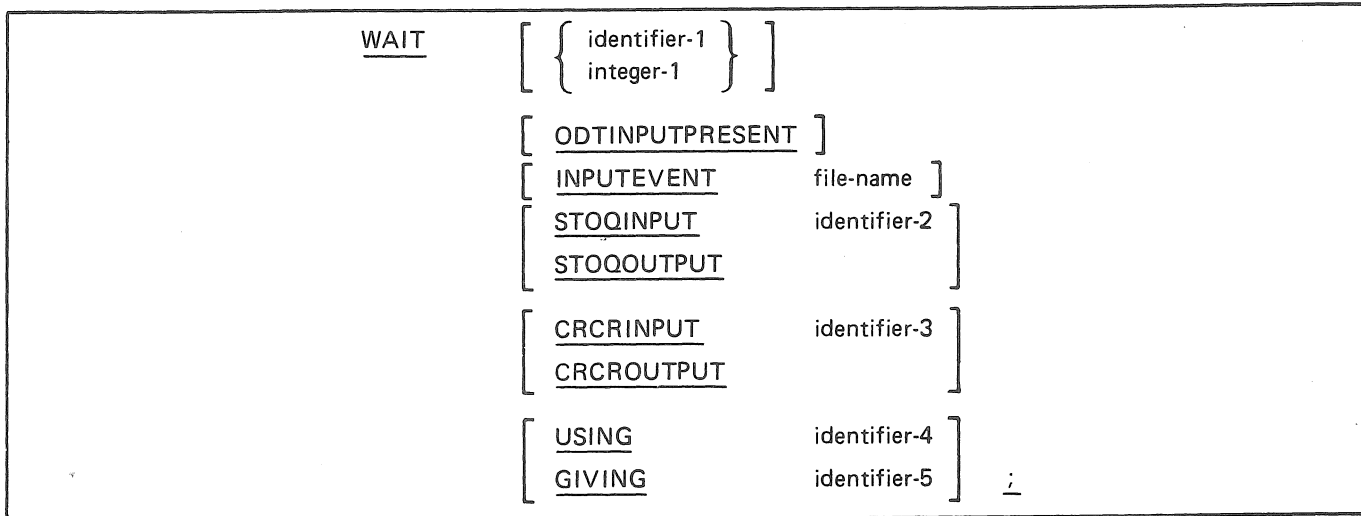 WAIT [ { identifier-1
integer-1 } ]
[ ODTINPUTPRESENT ]
[ INPUTEVENT file-name ]
[ STOQINPUT identifier-2
STOQOUTPUT ]
[ CRCRINPUT identifier-3
CRCROUTPUT ]
[ USING identifier-4
GIVING identifier-5 ] ;